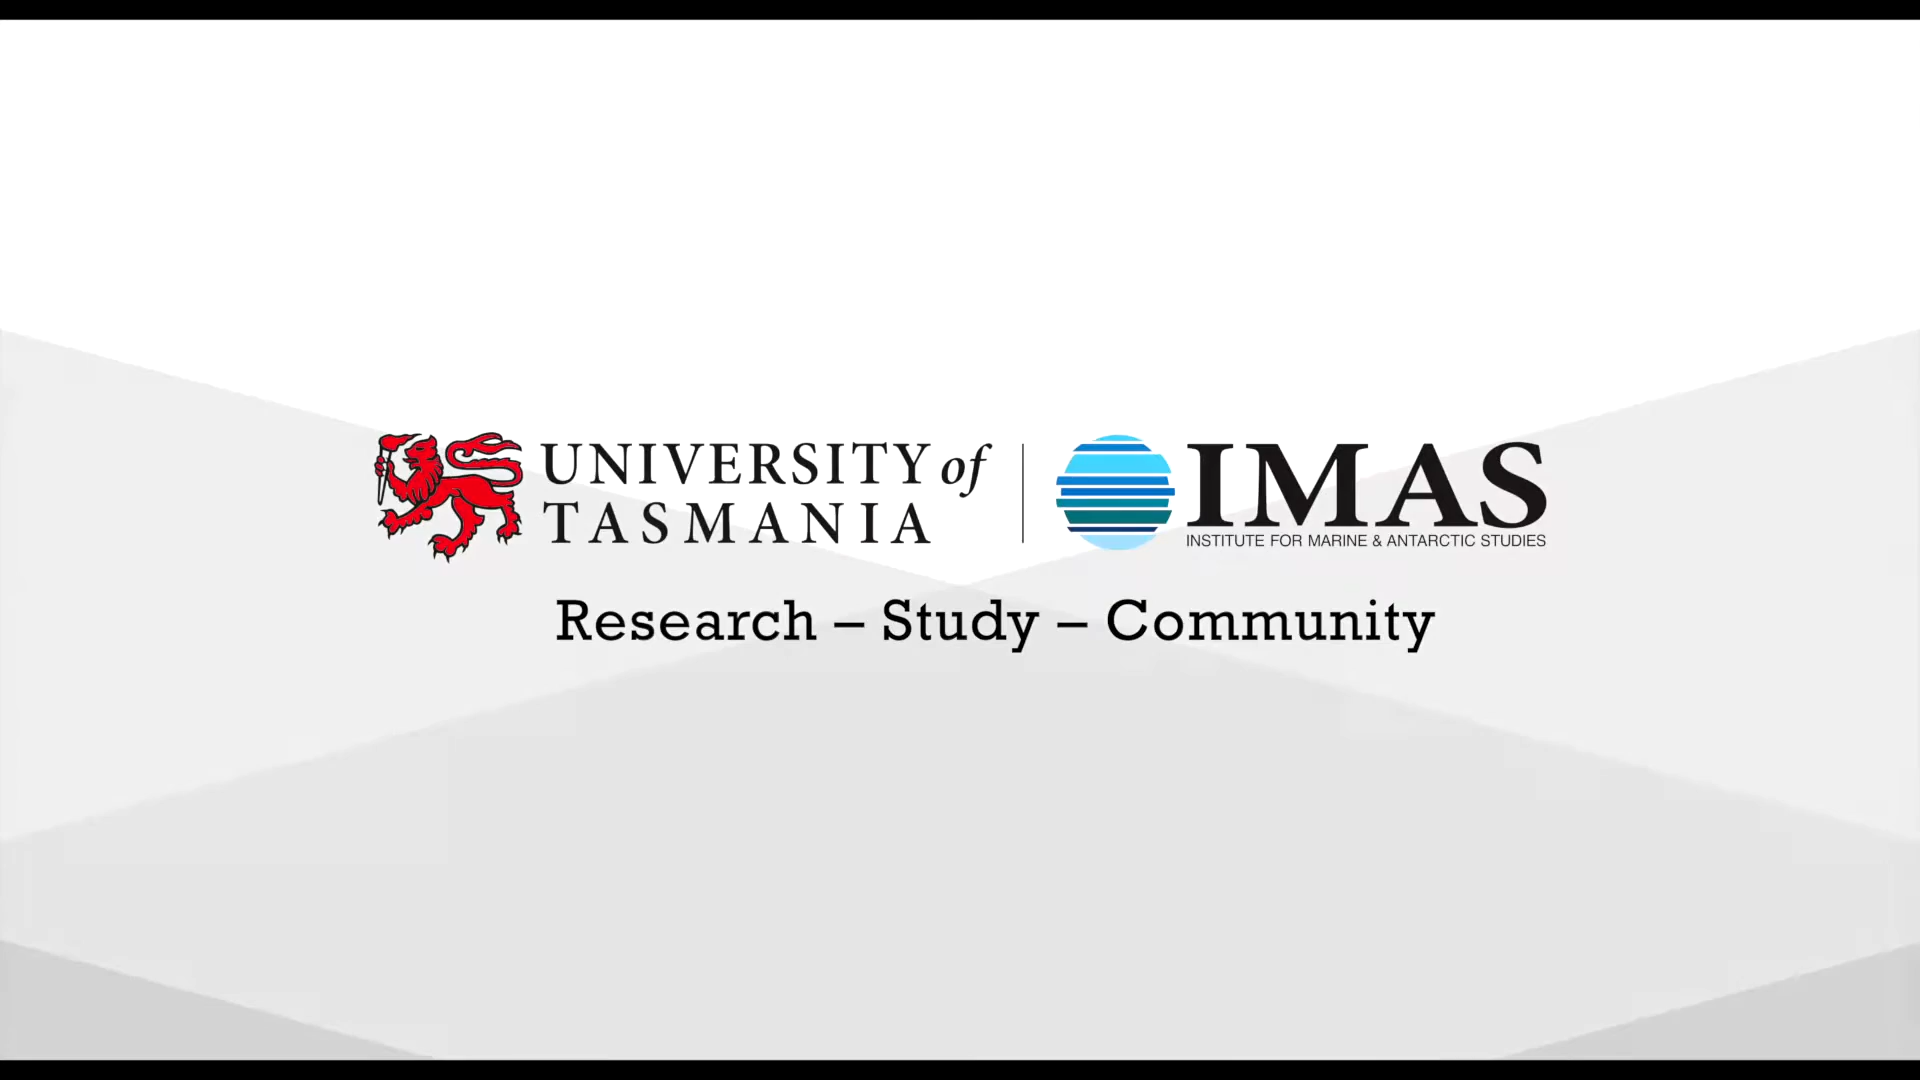 UNIVERSITY of
TASMANIA
IMAS
INSTITUTE FOR MARINE & ANTARCTIC STUDIES
Research – Study – Community